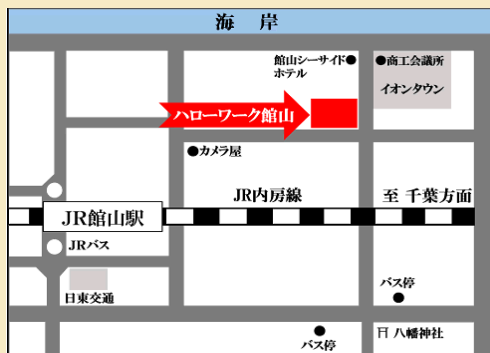 海 岸
館山シーサイド
ホテル
商工会議所
イオンタウン
ハローワーク館山
カメラ屋
JR内房線
至 千葉方面
JR館山駅
JRバス
日東交通
バス停
バス停
八幡神社